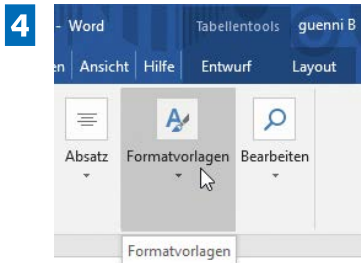 4
- Word Tabellentools guenni B
en Ansicht Hilfe Entwurf Layout
Absatz Formatvorlagen Bearbeiten
Formatvorlagen